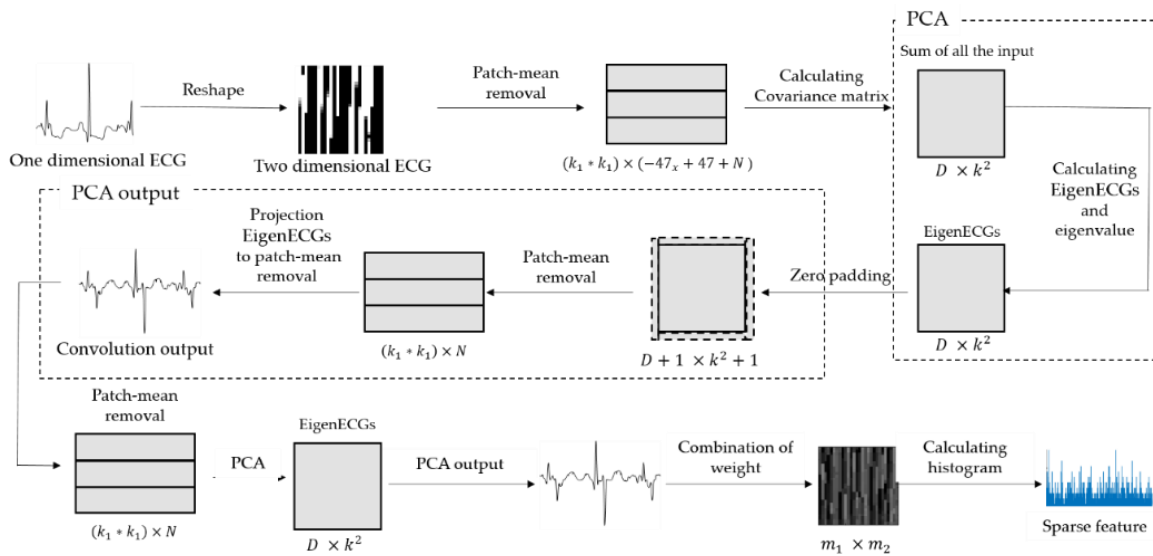 PCA
Sum of all the input
Reshape
Patch-mean
removal
Calculating
Covariance matrix
One dimensional ECG
Two dimensional ECG
(k₁ * k₁) × (−47ₓ + 47 + N)
D × k²
Calculating
EigenECGs
and
eigenvalue
PCA output
Projection
EigenECGs
to patch-mean
removal
Patch-mean
removal
Zero padding
EigenECGs
Convolution output
(k₁ * k₁) × N
D + 1 × k² + 1
D × k²
Patch-mean
removal
PCA
EigenECGs
PCA output
Combination of
weight
Calculating
histogram
(k₁ * k₁) × N
D × k²
m₁ × m₂
Sparse feature